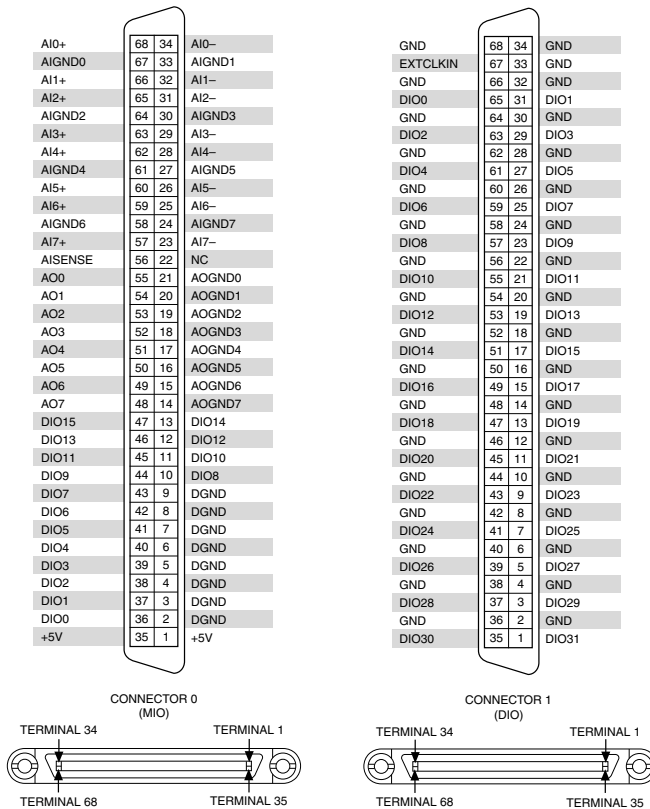 AI0+ 68 34 AI0–
AIGND0 67 33 AIGND1
AI1+ 66 32 AI1–
AI2+ 65 31 AI2–
AIGND2 64 30 AIGND3
AI3+ 63 29 AI3–
AI4+ 62 28 AI4–
AIGND4 61 27 AIGND5
AI5+ 60 26 AI5–
AI6+ 59 25 AI6–
AIGND6 58 24 AIGND7
AI7+ 57 23 AI7–
AISENSE 56 22 NC
AO0 55 21 AOGND0
AO1 54 20 AOGND1
AO2 53 19 AOGND2
AO3 52 18 AOGND3
AO4 51 17 AOGND4
AO5 50 16 AOGND5
AO6 49 15 AOGND6
AO7 48 14 AOGND7
DIO15 47 13 DIO14
DIO13 46 12 DIO12
DIO11 45 11 DIO10
DIO9 44 10 DIO8
DIO7 43 9 DGND
DIO6 42 8 DGND
DIO5 41 7 DGND
DIO4 40 6 DGND
DIO3 39 5 DGND
DIO2 38 4 DGND
DIO1 37 3 DGND
DIO0 36 2 DGND
+5V 35 1 +5V
CONNECTOR 0
(MIO)
TERMINAL 34 TERMINAL 1
TERMINAL 68 TERMINAL 35
GND 68 34 GND
EXTCLKIN 67 33 GND
GND 66 32 GND
DIO0 65 31 DIO1
GND 64 30 GND
DIO2 63 29 DIO3
GND 62 28 GND
DIO4 61 27 DIO5
GND 60 26 GND
DIO6 59 25 DIO7
GND 58 24 GND
DIO8 57 23 DIO9
GND 56 22 GND
DIO10 55 21 DIO11
GND 54 20 GND
DIO12 53 19 DIO13
GND 52 18 GND
DIO14 51 17 DIO15
GND 50 16 GND
DIO16 49 15 DIO17
GND 48 14 GND
DIO18 47 13 DIO19
GND 46 12 GND
DIO20 45 11 DIO21
GND 44 10 GND
DIO22 43 9 DIO23
GND 42 8 GND
DIO24 41 7 DIO25
GND 40 6 GND
DIO26 39 5 DIO27
GND 38 4 GND
DIO28 37 3 DIO29
GND 36 2 GND
DIO30 35 1 DIO31
CONNECTOR 1
(DIO)
TERMINAL 34 TERMINAL 1
TERMINAL 68 TERMINAL 35